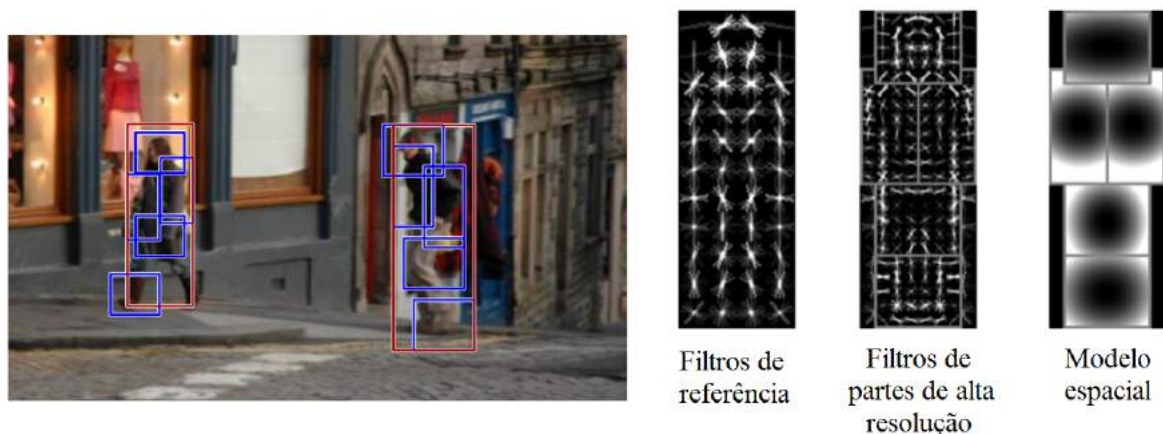 Filtros de
referência
Filtros de
partes de alta
resolução
Modelo
espacial